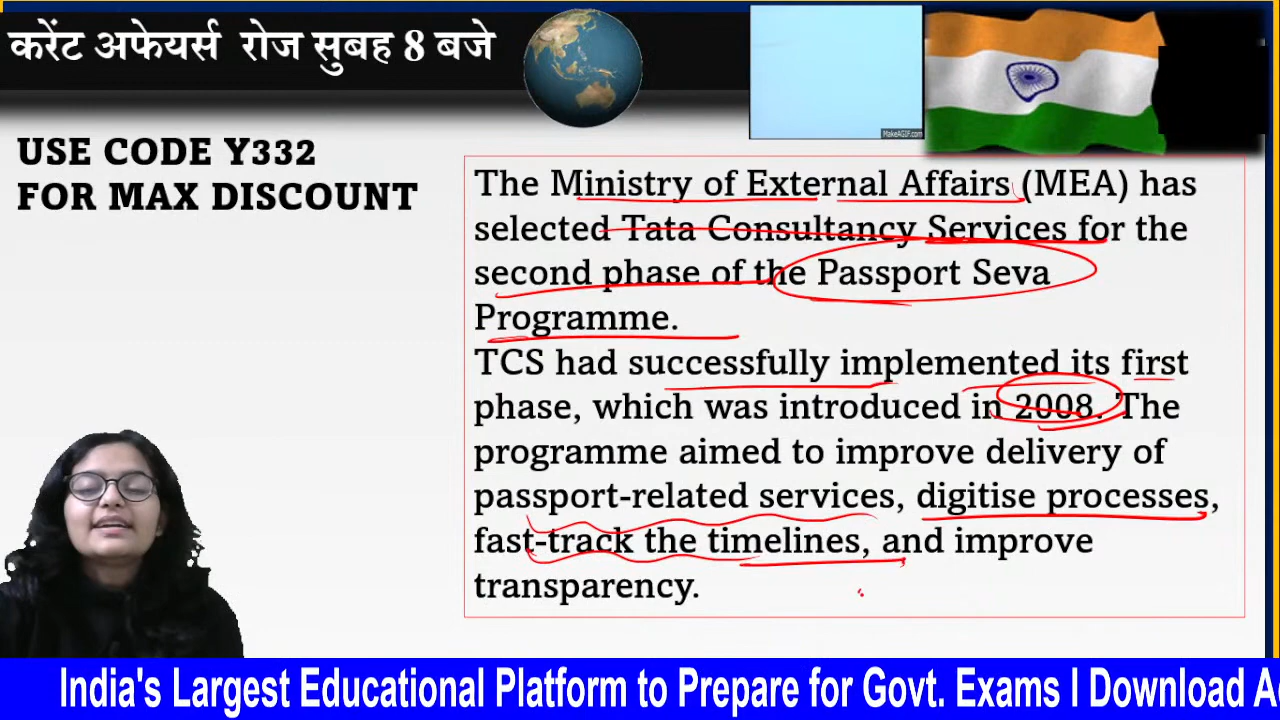 करेंट अफेयर्स रोज सुबह 8 बजे
MakeAGIF.com
USE CODE Y332
FOR MAX DISCOUNT
The Ministry of External Affairs (MEA) has
selected Tata Consultancy Services for the
second phase of the Passport Seva
Programme.
TCS had successfully implemented its first
phase, which was introduced in 2008. The
programme aimed to improve delivery of
passport-related services, digitise processes,
fast-track the timelines, and improve
transparency.
India's Largest Educational Platform to Prepare for Govt. Exams I Download